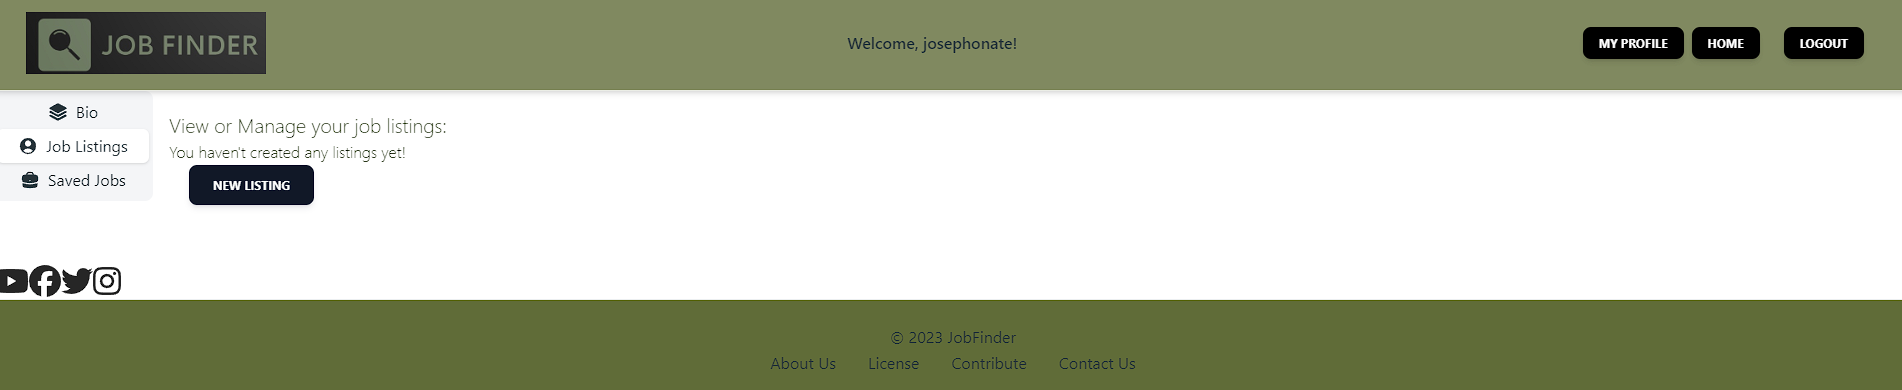 JOB FINDER
Welcome, josephonate!
MY PROFILE
HOME
LOGOUT
Bio
Job Listings
Saved Jobs
View or Manage your job listings:
You haven't created any listings yet!
NEW LISTING
© 2023 JobFinder
About Us License Contribute Contact Us